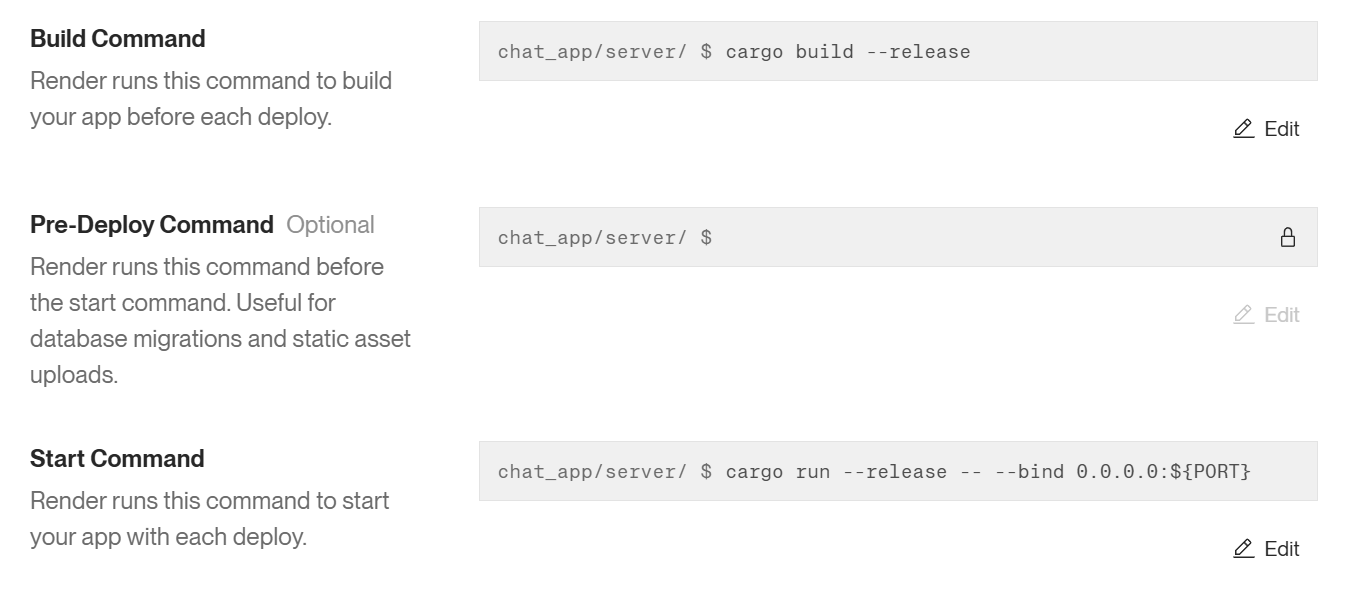 Build Command
Render runs this command to build
your app before each deploy.
chat_app/server/ $ cargo build --release
Edit
Pre-Deploy Command Optional
Render runs this command before
the start command. Useful for
database migrations and static asset
uploads.
chat_app/server/ $
Edit
Start Command
Render runs this command to start
your app with each deploy.
chat_app/server/ $ cargo run --release -- --bind 0.0.0.0:${PORT}
Edit